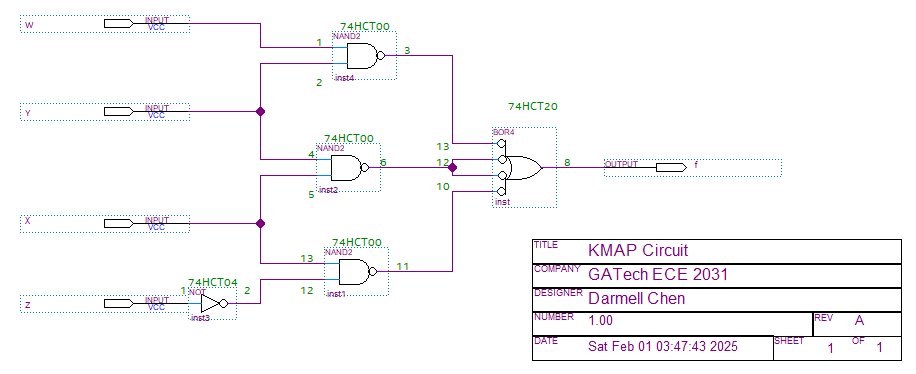 W
INPUT
VCC
74HCT00
NAND2
1
2
3
inst4
Y
INPUT
VCC
74HCT00
NAND2
4
5
6
inst2
74HCT20
BOR4
13
12
10
8
inst
OUTPUT
f
X
INPUT
VCC
74HCT00
NAND2
13
12
11
inst1
Z
INPUT
VCC
74HCT04
NOT
1
2
inst3
TITLE KMAP Circuit
COMPANY GATech ECE 2031
DESIGNER Darmell Chen
NUMBER 1.00 REV A
DATE Sat Feb 01 03:47:43 2025 SHEET 1 OF 1